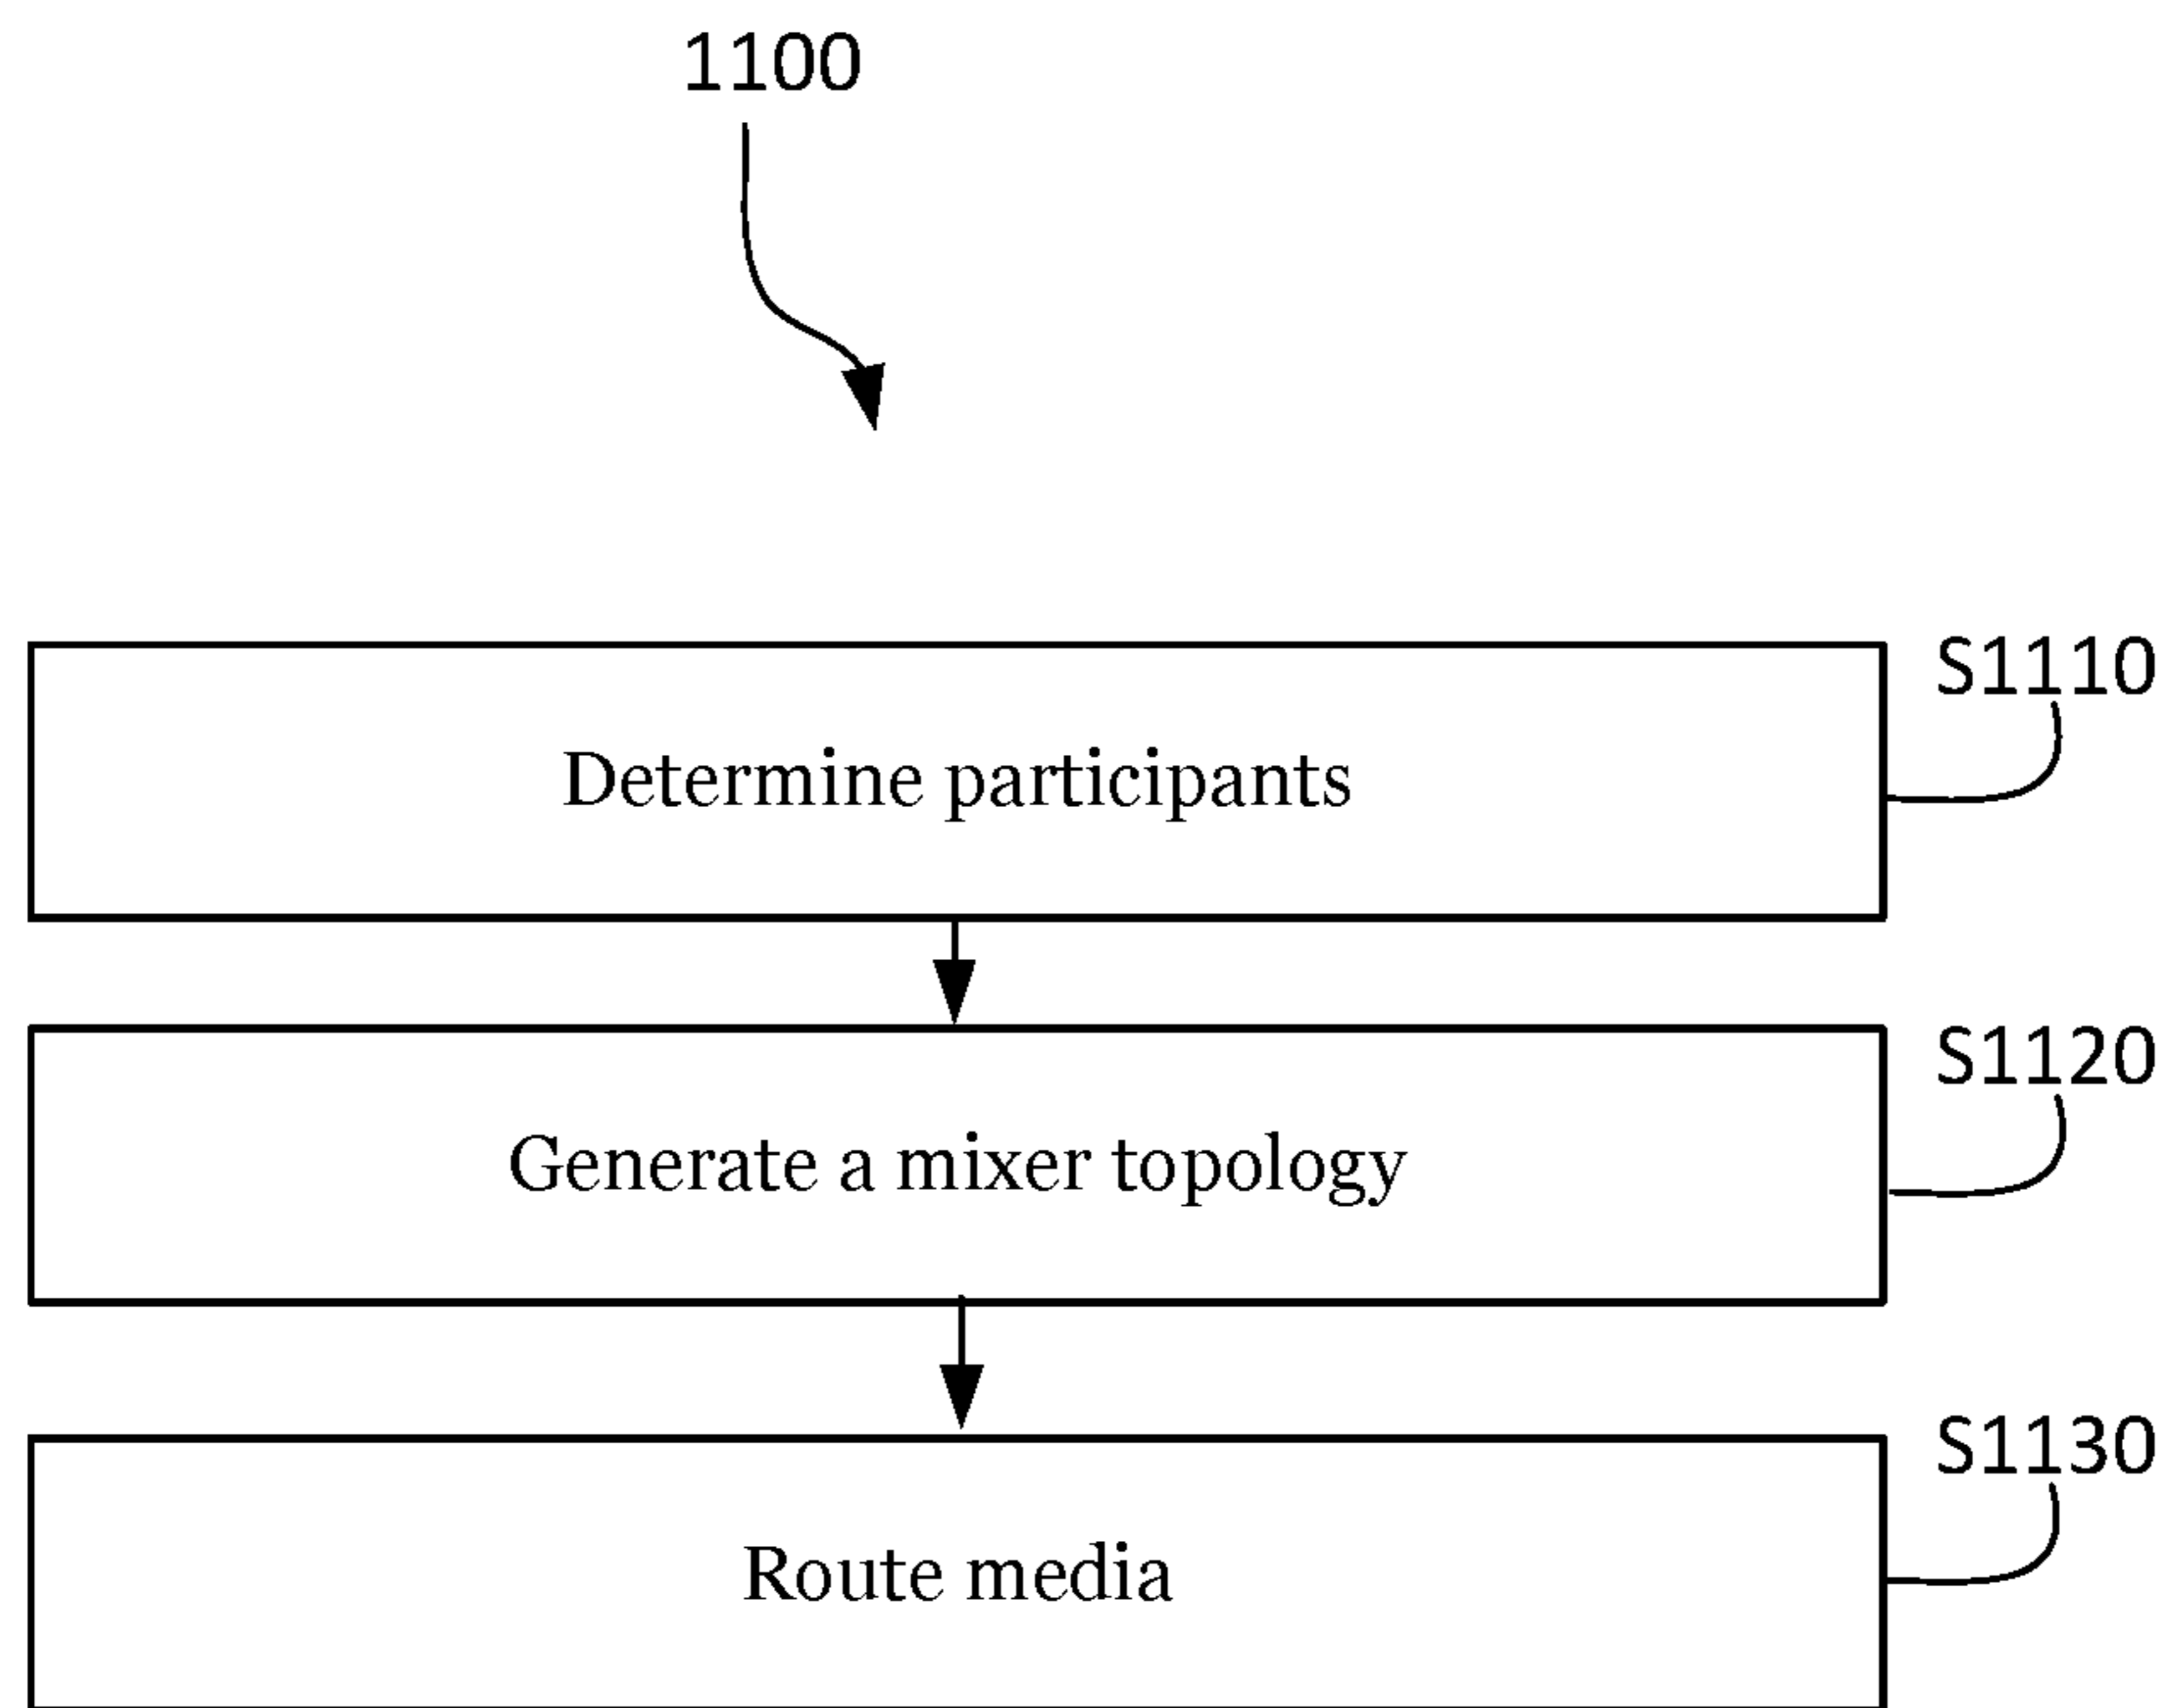 1100
S1110
Determine participants
S1120
Generate a mixer topology
S1130
Route media